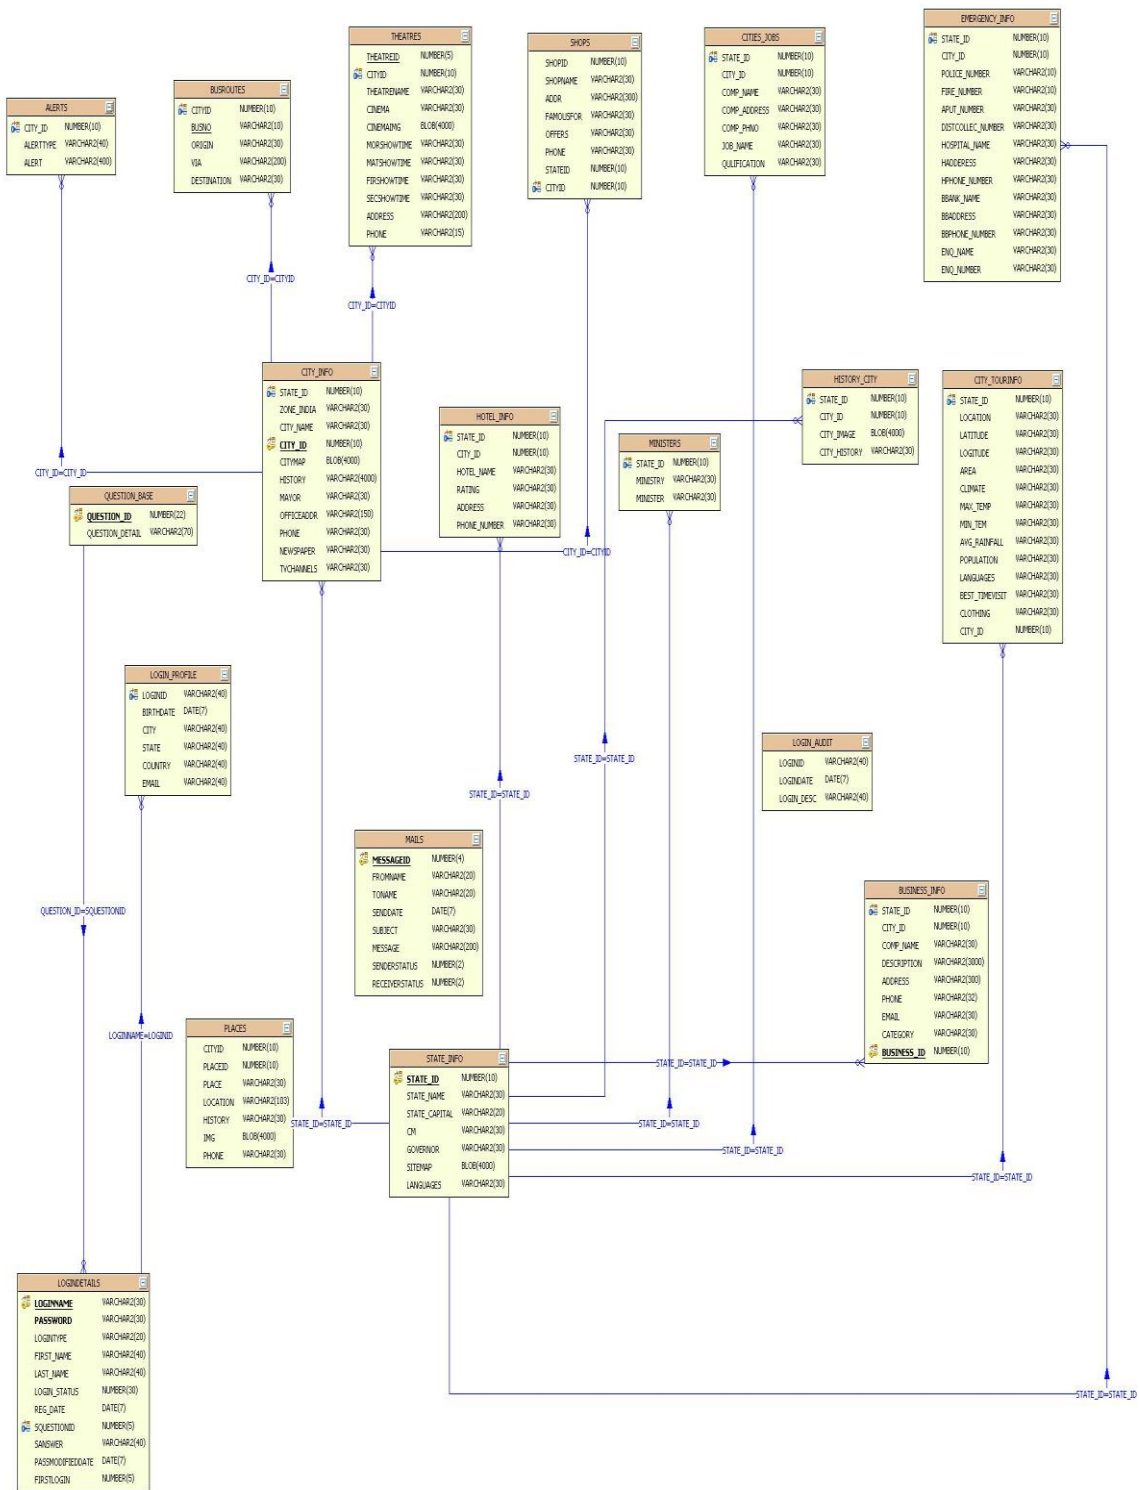 EMERGENCY_INFO
STATE_ID NUMBER(10)
CITY_ID NUMBER(10)
POLICE_NUMBER VARCHAR2(10)
FIRE_NUMBER VARCHAR2(10)
APUT_NUMBER VARCHAR2(30)
DISTCOLLEC_NUMBER VARCHAR2(30)
HOSPITAL_NAME VARCHAR2(30)
HADDERESS VARCHAR2(30)
HPHONE_NUMBER VARCHAR2(30)
BBANK_NAME VARCHAR2(30)
BBADDRESS VARCHAR2(30)
BBPHONE_NUMBER VARCHAR2(30)
ENQ_NAME VARCHAR2(30)
ENQ_NUMBER VARCHAR2(30)
THEATRES
THEATREID NUMBER(5)
CITYID NUMBER(10)
THEATRENAME VARCHAR2(30)
CINEMA VARCHAR2(30)
CINEMAIMG BLOB(4000)
MORSHOWTIME VARCHAR2(30)
MATSHOWTIME VARCHAR2(30)
FIRSHOWTIME VARCHAR2(30)
SECSHOWTIME VARCHAR2(30)
ADDRESS VARCHAR2(200)
PHONE VARCHAR2(15)
SHOPS
SHOPID NUMBER(10)
SHOPNAME VARCHAR2(30)
ADDR VARCHAR2(300)
FAMOUSFOR VARCHAR2(30)
OFFERS VARCHAR2(30)
PHONE VARCHAR2(30)
STATEID NUMBER(10)
CITYID NUMBER(10)
CITIES_JOBS
STATE_ID NUMBER(10)
CITY_ID NUMBER(10)
COMP_NAME VARCHAR2(30)
COMP_ADDRESS VARCHAR2(30)
COMP_PHNO VARCHAR2(30)
JOB_NAME VARCHAR2(30)
QULIFICATION VARCHAR2(30)
BUSROUTES
CITYID NUMBER(10)
BUSNO VARCHAR2(10)
ORIGIN VARCHAR2(30)
VIA VARCHAR2(200)
DESTINATION VARCHAR2(30)
ALERTS
CITY_ID NUMBER(10)
ALERTTYPE VARCHAR2(40)
ALERT VARCHAR2(400)
CITY_ID=CITYID
CITY_ID=CITYID
CITY_INFO
STATE_ID NUMBER(10)
ZONE_INDIA VARCHAR2(30)
CITY_NAME VARCHAR2(30)
CITY_ID NUMBER(10)
CITYMAP BLOB(4000)
HISTORY VARCHAR2(4000)
MAYOR VARCHAR2(30)
OFFICEADDR VARCHAR2(150)
PHONE VARCHAR2(30)
NEWSPAPER VARCHAR2(30)
TVCHANNELS VARCHAR2(30)
HISTORY_CITY
STATE_ID NUMBER(10)
CITY_ID NUMBER(10)
CITY_IMAGE BLOB(4000)
CITY_HISTORY VARCHAR2(30)
CITY_TOURINFO
STATE_ID NUMBER(10)
LOCATION VARCHAR2(30)
LATITUDE VARCHAR2(30)
LOGITUDE VARCHAR2(30)
AREA VARCHAR2(30)
CLIMATE VARCHAR2(30)
MAX_TEMP VARCHAR2(30)
MIN_TEM VARCHAR2(30)
AVG_RAINFALL VARCHAR2(30)
POPULATION VARCHAR2(30)
LANGUAGES VARCHAR2(30)
BEST_TIMEVISIT VARCHAR2(30)
CLOTHING VARCHAR2(30)
CITY_ID NUMBER(10)
HOTEL_INFO
STATE_ID NUMBER(10)
CITY_ID NUMBER(10)
HOTEL_NAME VARCHAR2(30)
RATING VARCHAR2(30)
ADDRESS VARCHAR2(30)
PHONE_NUMBER VARCHAR2(30)
MINISTERS
STATE_ID NUMBER(10)
MINISTRY VARCHAR2(30)
MINISTER VARCHAR2(30)
CITY_ID=CITY_ID
QUESTION_BASE
QUESTION_ID NUMBER(22)
QUESTION_DETAIL VARCHAR2(70)
CITY_ID=CITYID
LOGIN_PROFILE
LOGINID VARCHAR2(40)
BIRTHDATE DATE(7)
CITY VARCHAR2(40)
STATE VARCHAR2(40)
COUNTRY VARCHAR2(40)
EMAIL VARCHAR2(40)
LOGIN_AUDIT
LOGINID VARCHAR2(40)
LOGINDATE DATE(7)
LOGIN_DESC VARCHAR2(40)
STATE_ID=STATE_ID
STATE_ID=STATE_ID
MAILS
MESSAGEID NUMBER(4)
FROMNAME VARCHAR2(20)
TONAME VARCHAR2(20)
SENDDATE DATE(7)
SUBJECT VARCHAR2(30)
MESSAGE VARCHAR2(200)
SENDERSTATUS NUMBER(2)
RECEIVERSTATUS NUMBER(2)
BUSINESS_INFO
STATE_ID NUMBER(10)
CITY_ID NUMBER(10)
COMP_NAME VARCHAR2(30)
DESCRIPTION VARCHAR2(3000)
ADDRESS VARCHAR2(300)
PHONE VARCHAR2(32)
EMAIL VARCHAR2(30)
CATEGORY VARCHAR2(30)
BUSINESS_ID NUMBER(10)
QUESTION_ID=SQUESTIONID
LOGINNAME=LOGINID
PLACES
CITYID NUMBER(10)
PLACEID NUMBER(10)
PLACE VARCHAR2(30)
LOCATION VARCHAR2(103)
HISTORY VARCHAR2(30)
IMG BLOB(4000)
PHONE VARCHAR2(30)
STATE_INFO
STATE_ID NUMBER(10)
STATE_NAME VARCHAR2(30)
STATE_CAPITAL VARCHAR2(20)
CM VARCHAR2(30)
GOVERNOR VARCHAR2(30)
SITEMAP BLOB(4000)
LANGUAGES VARCHAR2(30)
STATE_ID=STATE_ID
STATE_ID=STATE_ID
STATE_ID=STATE_ID
STATE_ID=STATE_ID
STATE_ID=STATE_ID
LOGINDETAILS
LOGINNAME VARCHAR2(30)
PASSWORD VARCHAR2(30)
LOGINTYPE VARCHAR2(20)
FIRST_NAME VARCHAR2(40)
LAST_NAME VARCHAR2(40)
LOGIN_STATUS NUMBER(30)
REG_DATE DATE(7)
SQUESTIONID NUMBER(5)
SANSWER VARCHAR2(40)
PASSMODIFIEDDATE DATE(7)
FIRSTLOGIN NUMBER(5)
STATE_ID=STATE_ID